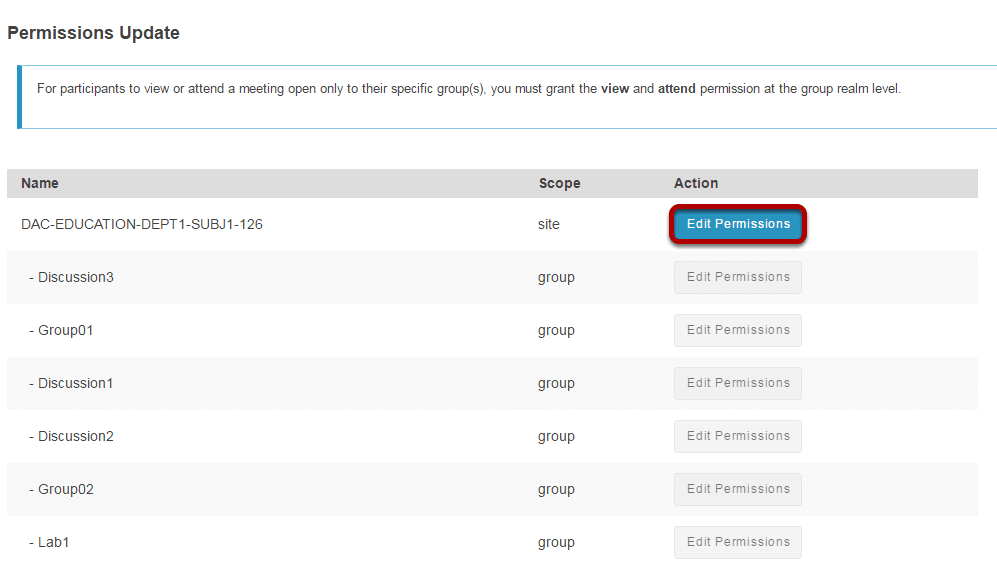 Permissions Update
For participants to view or attend a meeting open only to their specific group(s), you must grant the view and attend permission at the group realm level.
Name Scope Action
DAC-EDUCATION-DEPT1-SUBJ1-126 site Edit Permissions
- Discussion3 group Edit Permissions
- Group01 group Edit Permissions
- Discussion1 group Edit Permissions
- Discussion2 group Edit Permissions
- Group02 group Edit Permissions
- Lab1 group Edit Permissions